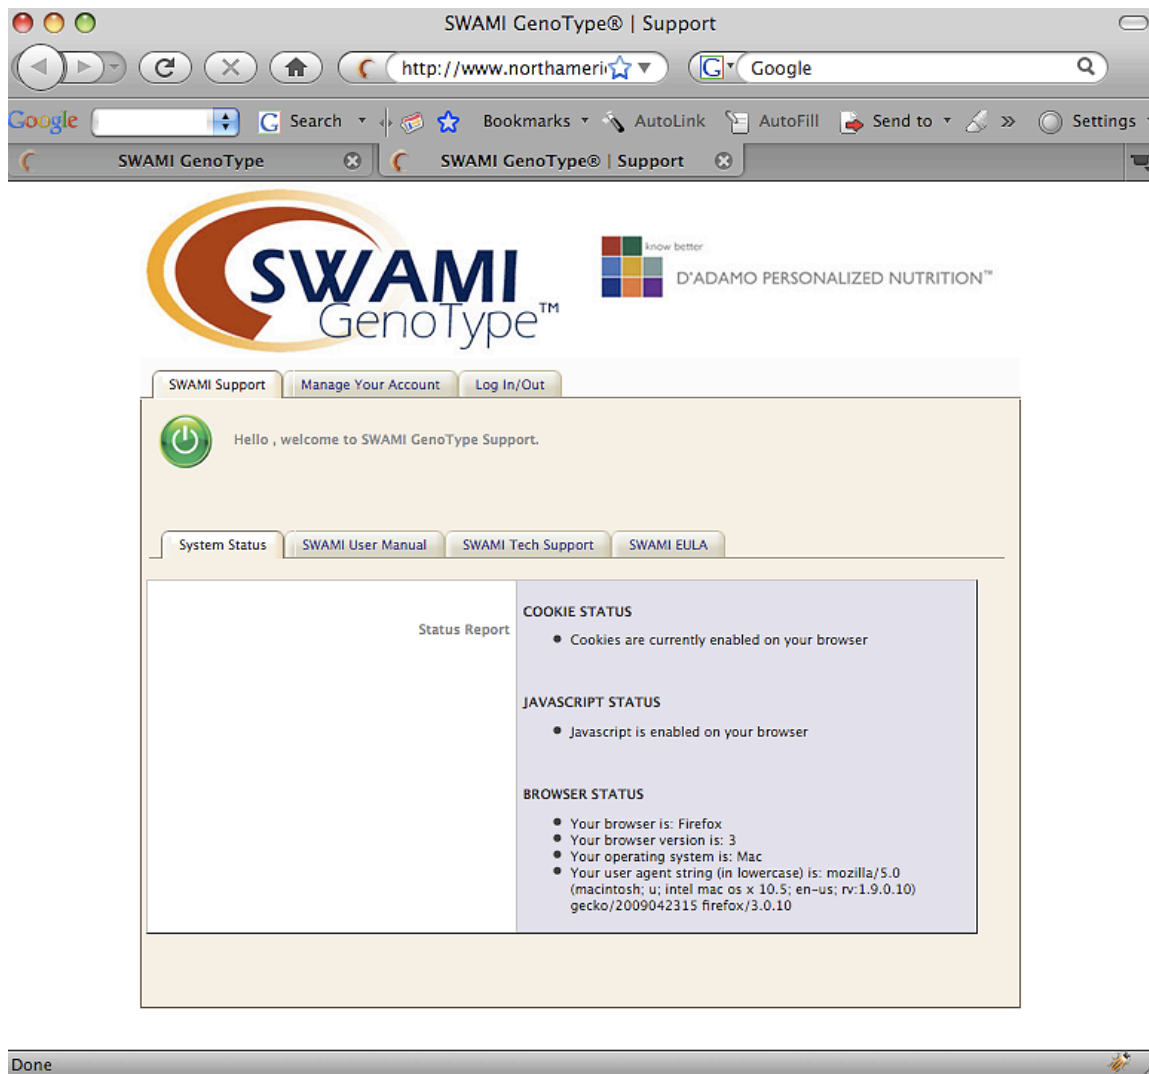 SWAMI GenoType® | Support
http://www.northameri
G Google
Google
G Search
Bookmarks
AutoLink
AutoFill
Send to
»
Settings
SWAMI GenoType
SWAMI GenoType® | Support
SWAMI
GenoType™
know better
D'ADAMO PERSONALIZED NUTRITION™
SWAMI Support
Manage Your Account
Log In/Out
Hello , welcome to SWAMI GenoType Support.
System Status
SWAMI User Manual
SWAMI Tech Support
SWAMI EULA
Status Report
COOKIE STATUS
• Cookies are currently enabled on your browser
JAVASCRIPT STATUS
• Javascript is enabled on your browser
BROWSER STATUS
• Your browser is: Firefox
• Your browser version is: 3
• Your operating system is: Mac
• Your user agent string (in lowercase) is: mozilla/5.0
(macintosh; u; intel mac os x 10.5; en-us; rv:1.9.0.10)
gecko/2009042315 firefox/3.0.10
Done